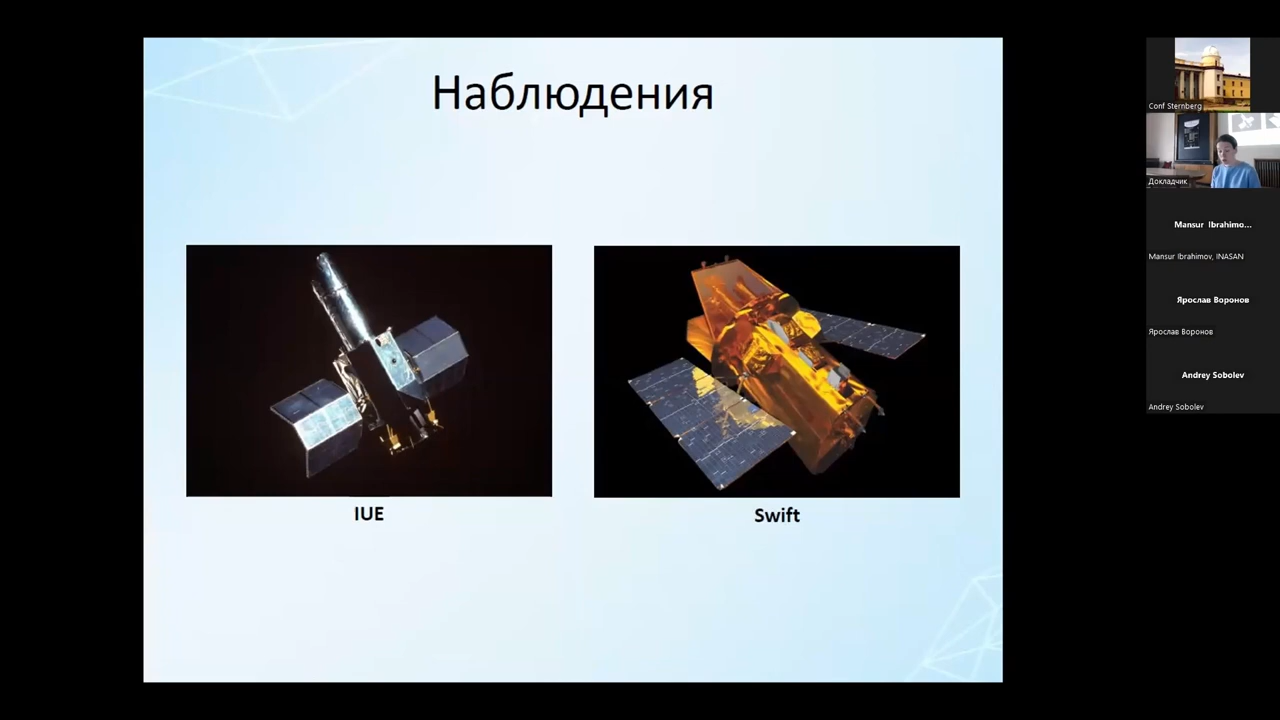 Наблюдения
IUE
Swift
Conf Sternberg
Докладчик
Mansur Ibrahimo...
Mansur Ibrahimov, INASAN
Ярослав Воронов
Ярослав Воронов
Andrey Sobolev
Andrey Sobolev